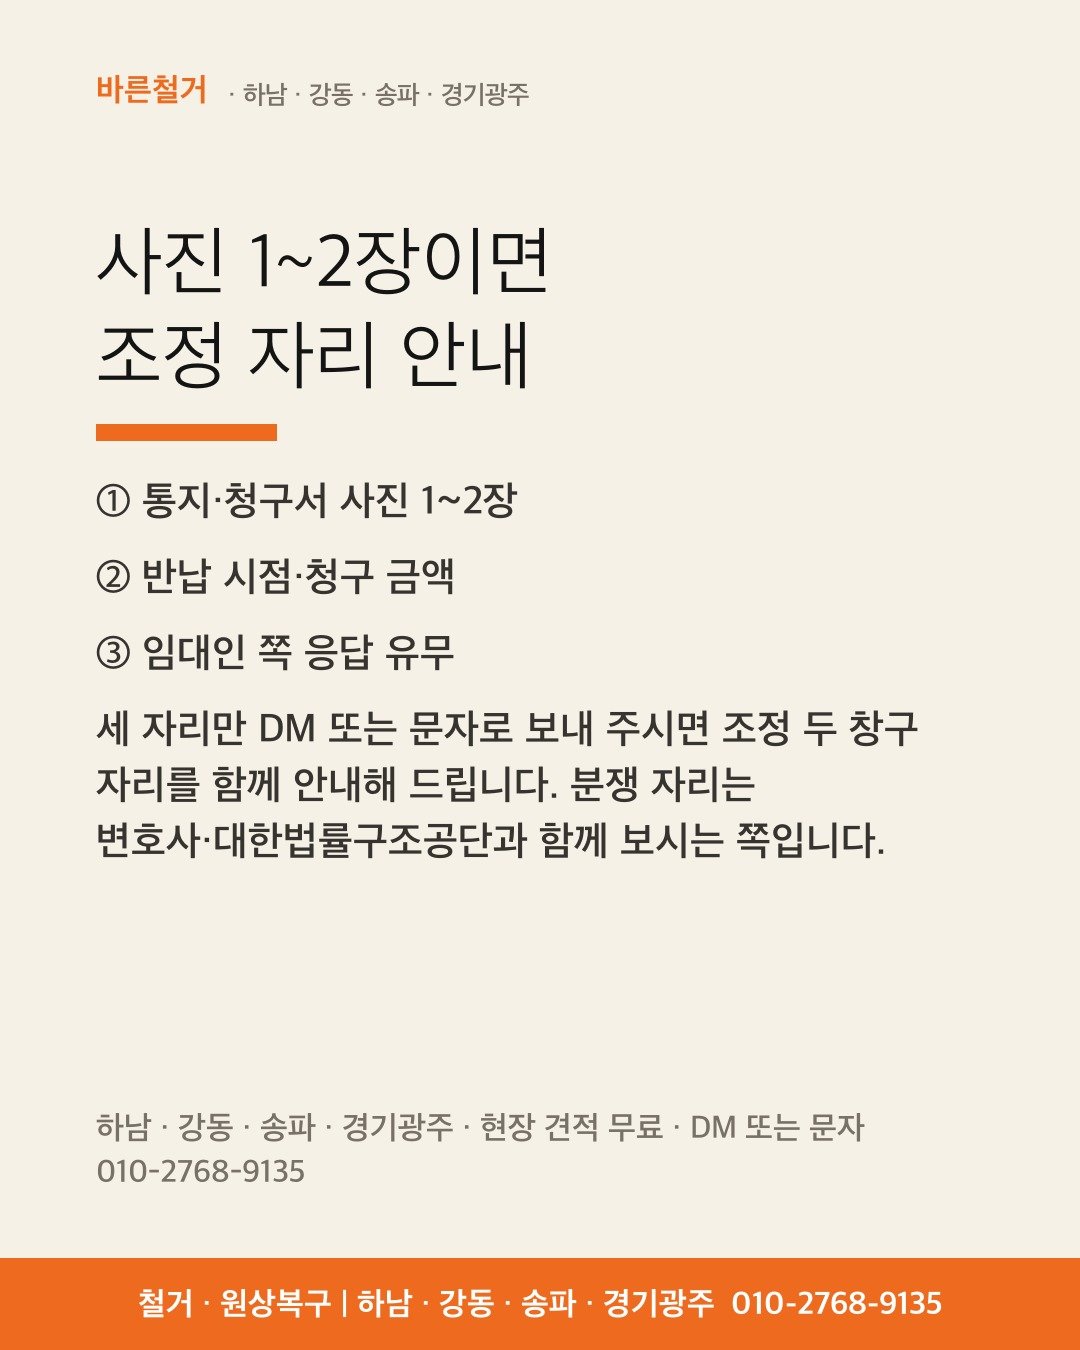 바른철거 · 하남 · 강동 · 송파 · 경기광주
사진 1~2장이면
조정 자리 안내
① 통지·청구서 사진 1~2장
② 반납 시점·청구 금액
③ 임대인 쪽 응답 유무
세 자리만 DM 또는 문자로 보내 주시면 조정 두 창구
자리를 함께 안내해 드립니다. 분쟁 자리는
변호사·대한법률구조공단과 함께 보시는 쪽입니다.
하남 · 강동 · 송파 · 경기광주 · 현장 견적 무료 · DM 또는 문자
010-2768-9135
철거 · 원상복구 | 하남 · 강동 · 송파 · 경기광주 010-2768-9135